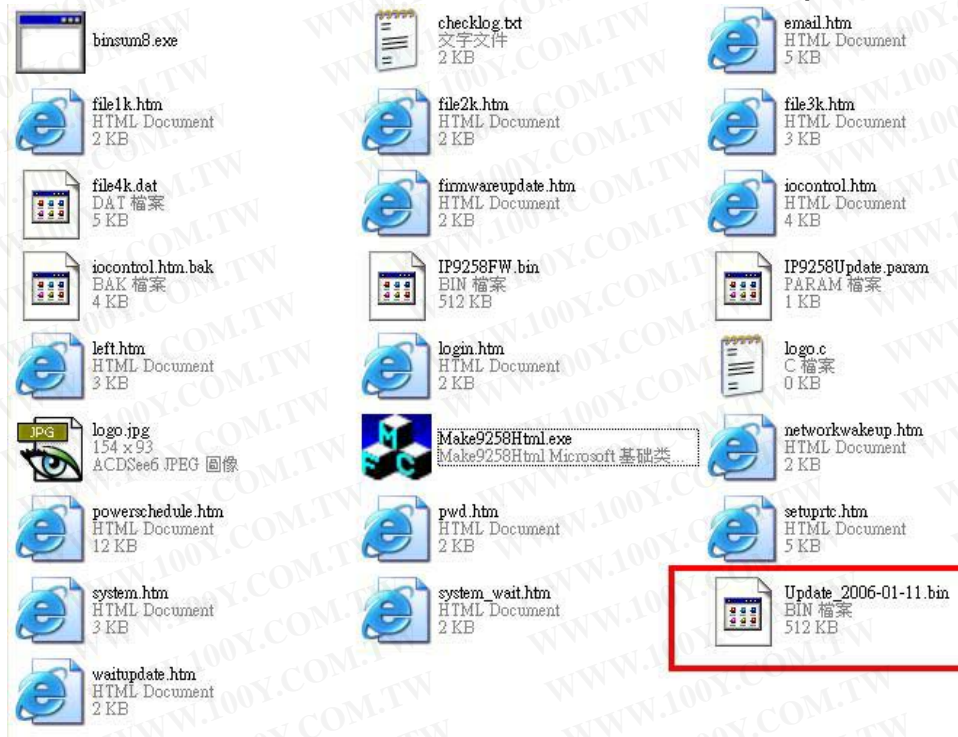 binsum8.exe
checklog.txt
文字文件
2 KB
email.htm
HTML Document
5 KB
file1k.htm
HTML Document
2 KB
file2k.htm
HTML Document
2 KB
file3k.htm
HTML Document
3 KB
file4k.dat
DAT 檔案
5 KB
firmwareupdate.htm
HTML Document
2 KB
iocontrol.htm
HTML Document
4 KB
iocontrol.htm.bak
BAK 檔案
4 KB
IP9258FW.bin
BIN 檔案
512 KB
IP9258Update.param
PARAM 檔案
1 KB
left.htm
HTML Document
3 KB
login.htm
HTML Document
2 KB
logo.c
C 檔案
0 KB
JPG
logo.jpg
154 x 93
ACDSee6 JPEG 圖像
M
F C
Make9258Html.exe
Make9258Html Microsoft 基础类...
networkwakeup.htm
HTML Document
2 KB
powerschedule.htm
HTML Document
12 KB
pwd.htm
HTML Document
2 KB
setuprtc.htm
HTML Document
5 KB
system.htm
HTML Document
3 KB
system_wait.htm
HTML Document
2 KB
Update_2006-01-11.bin
BIN 檔案
512 KB
waitupdate.htm
HTML Document
2 KB
WWW.100Y.COM.TW